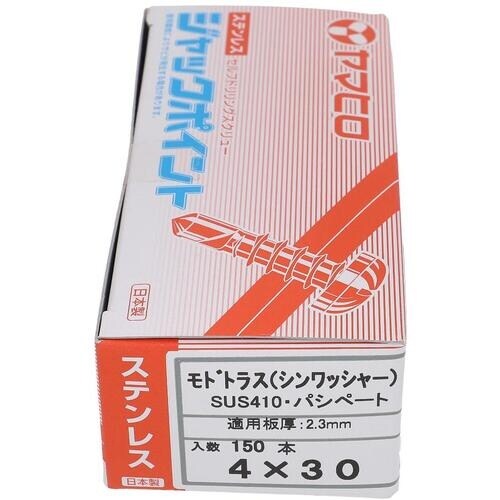 ヤマヒロ
ステンレス
セルフドリリングスクリュー
ジャックポイント
日本製
ステンレス
日本製
モドトラス(シンワッシャー)
SUS410・パシペート
適用板厚:2.3mm
入数 150 本
4×30